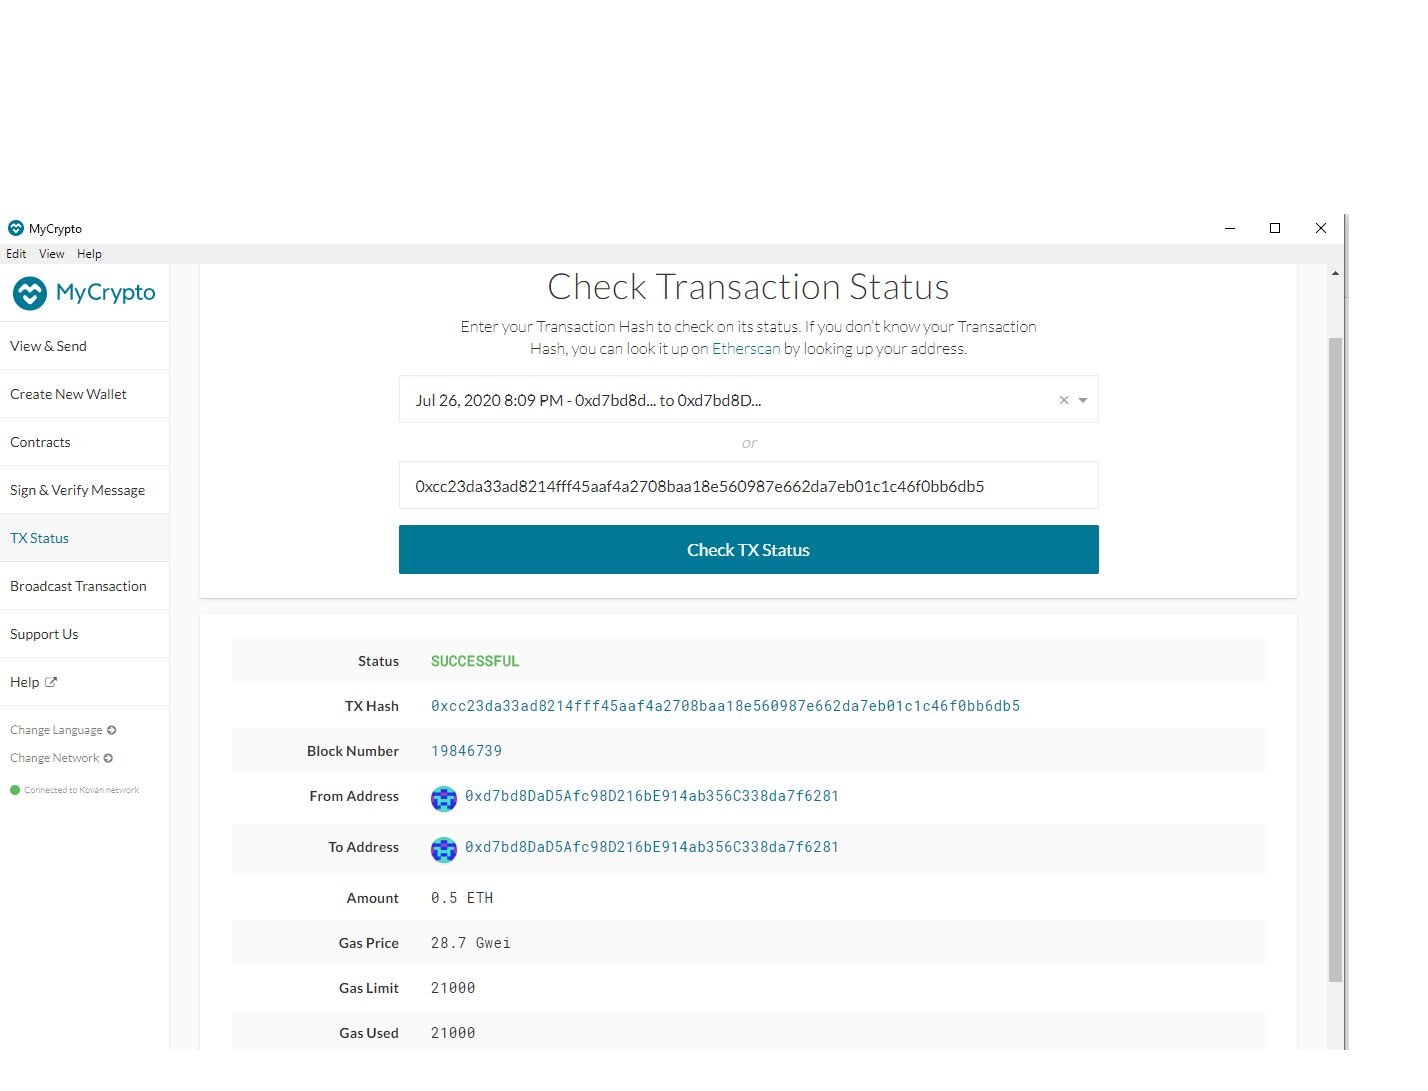 MyCrypto
Edit View Help
MyCrypto
View & Send
Create New Wallet
Contracts
Sign & Verify Message
TX Status
Broadcast Transaction
Support Us
Help
Change Language
Change Network
Connected to Kovan network
Check Transaction Status
Enter your Transaction Hash to check on its status. If you don't know your Transaction
Hash, you can look it up on Etherscan by looking up your address.
Jul 26, 2020 8:09 PM - 0xd7bd8d... to 0xd7bd8D...
or
0xcc23da33ad8214fff45aaf4a2708baa18e560987e662da7eb01c1c46f0bb6db5
Check TX Status
Status SUCCESSFUL
TX Hash 0xcc23da33ad8214fff45aaf4a2708baa18e560987e662da7eb01c1c46f0bb6db5
Block Number 19846739
From Address 0xd7bd8DaD5Afc98D216bE914ab356C338da7f6281
To Address 0xd7bd8DaD5Afc98D216bE914ab356C338da7f6281
Amount 0.5 ETH
Gas Price 28.7 Gwei
Gas Limit 21000
Gas Used 21000